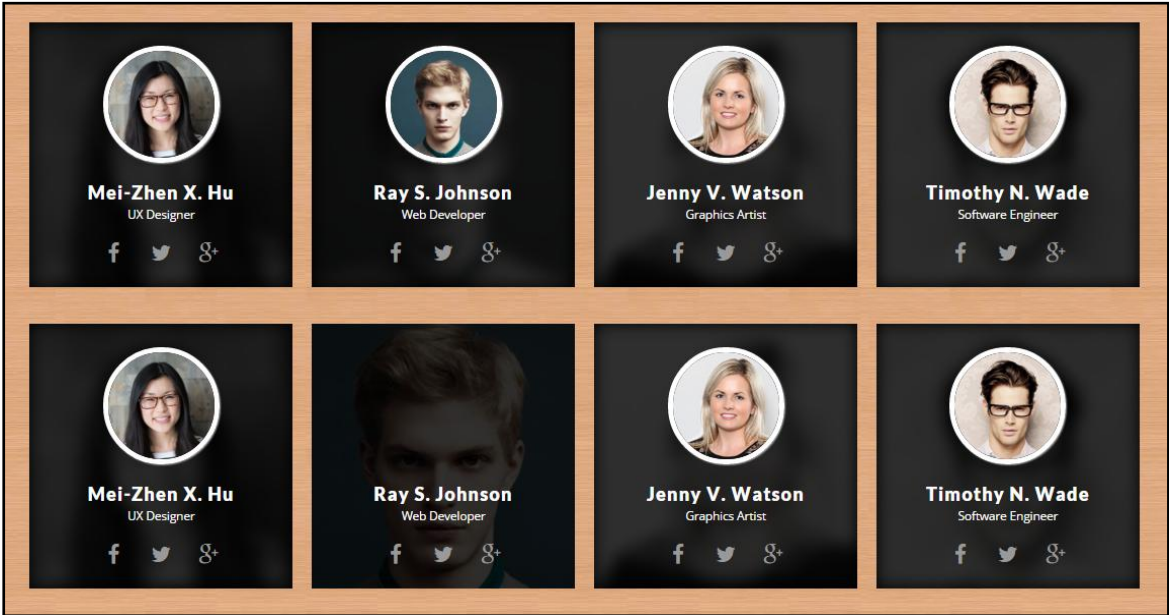 Mei-Zhen X. Hu
UX Designer
f g+
Ray S. Johnson
Web Developer
f g+
Jenny V. Watson
Graphics Artist
f g+
Timothy N. Wade
Software Engineer
f g+
Mei-Zhen X. Hu
UX Designer
f g+
Ray S. Johnson
Web Developer
f g+
Jenny V. Watson
Graphics Artist
f g+
Timothy N. Wade
Software Engineer
f g+